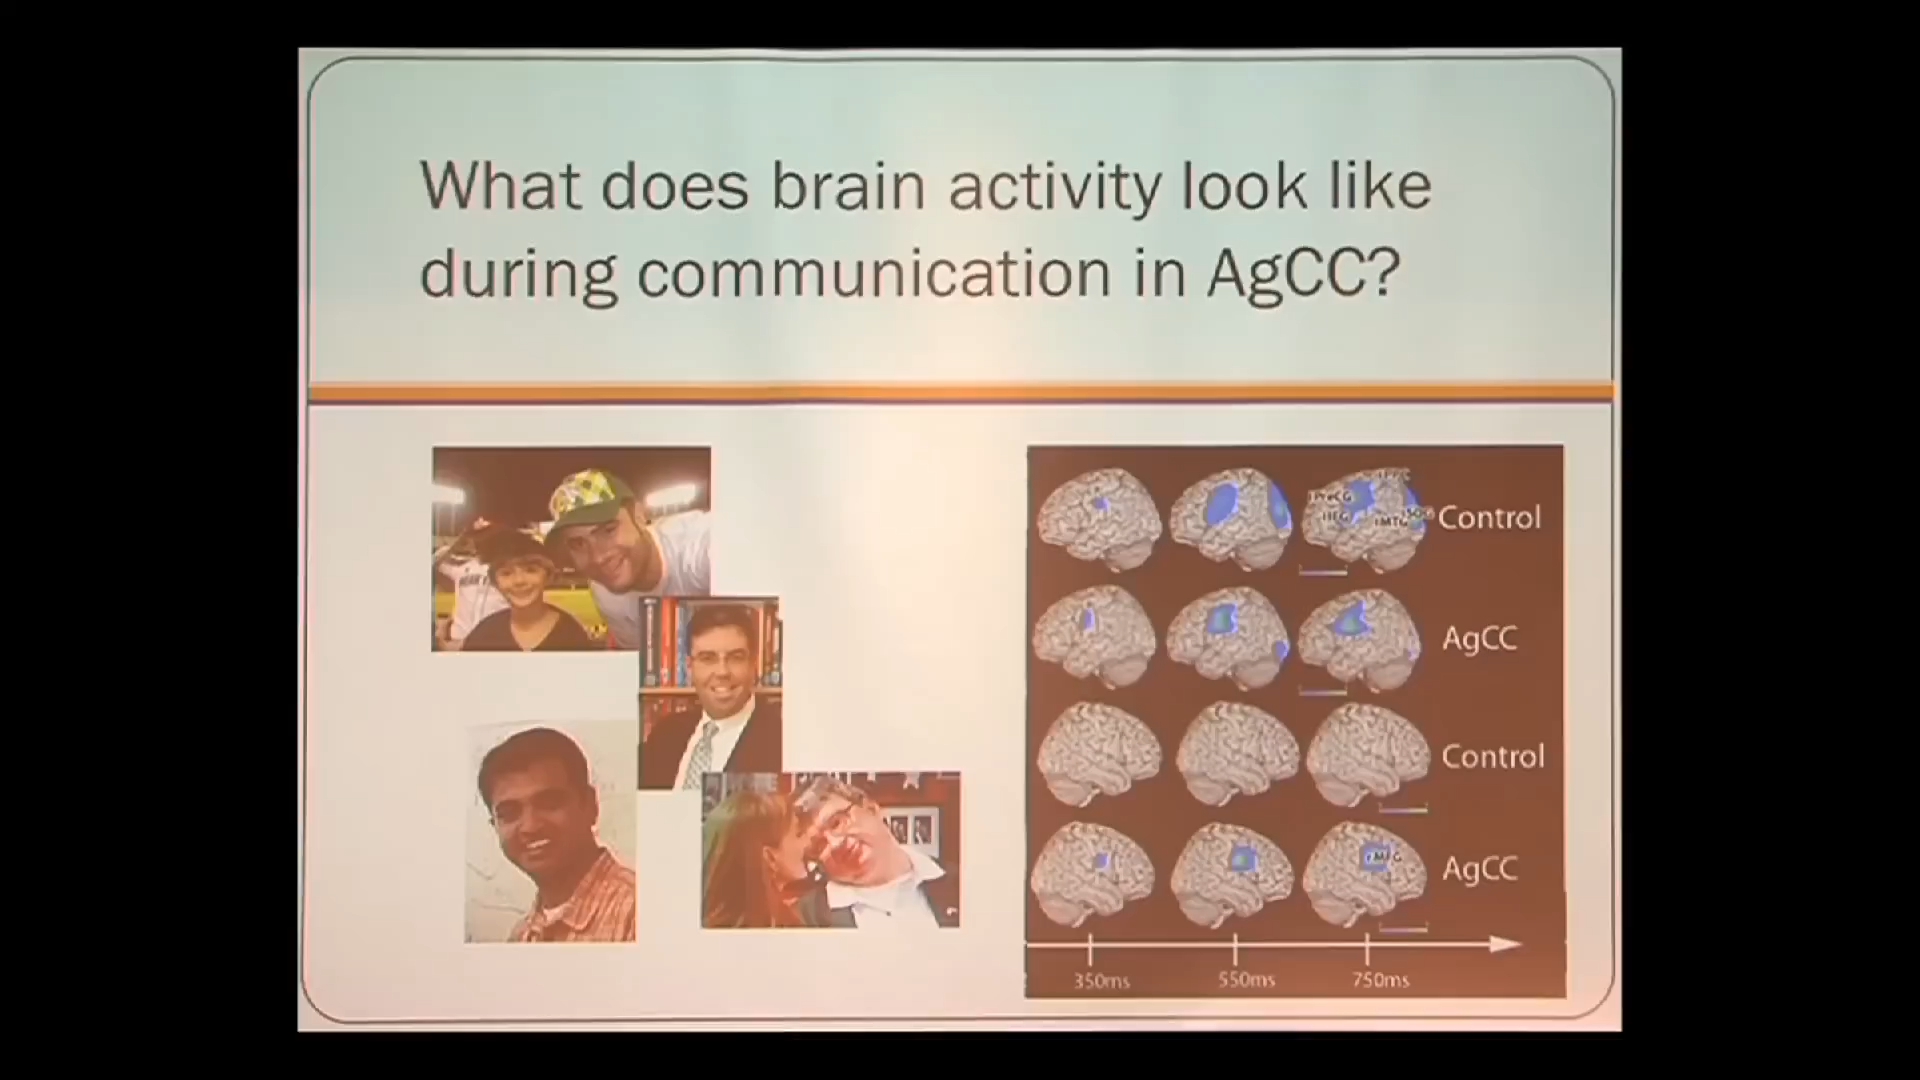 What does brain activity look like
during communication in AgCC?
Control
AgCC
Control
AgCC
350ms
550ms
750ms